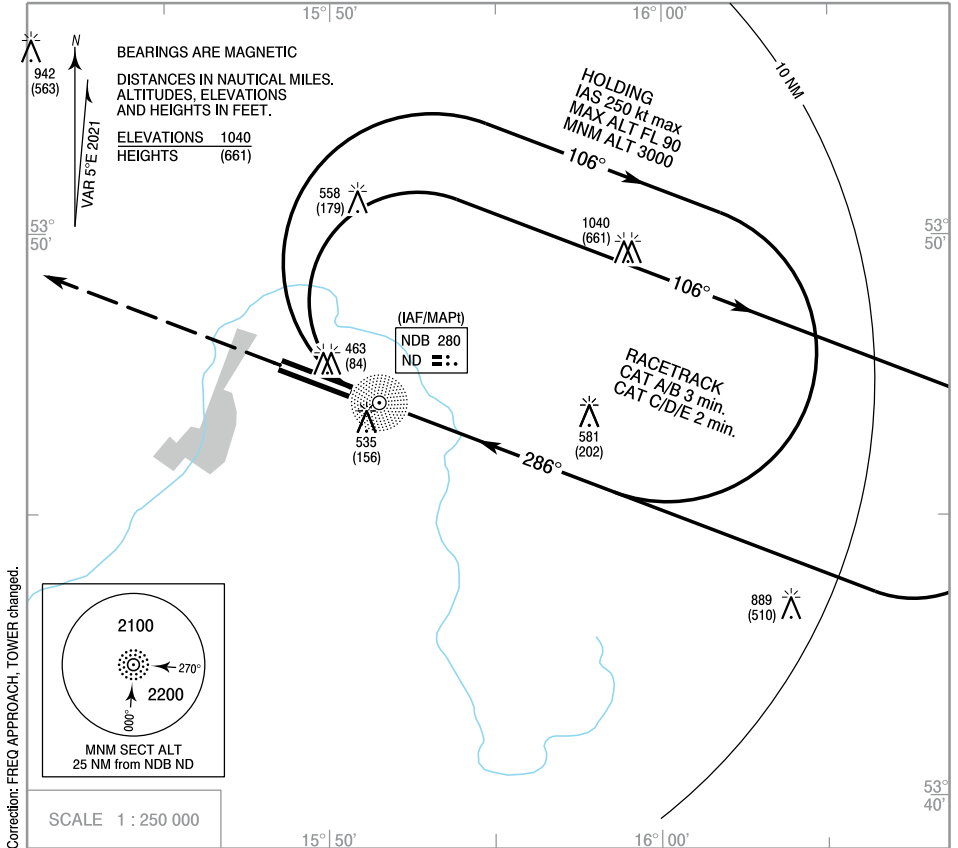 15° 50'
16° 00'
N
VAR 5°E 2021
942
(563)
BEARINGS ARE MAGNETIC
DISTANCES IN NAUTICAL MILES.
ALTITUDES, ELEVATIONS
AND HEIGHTS IN FEET.
ELEVATIONS 1040
HEIGHTS (661)
10 NM
HOLDING
IAS 250 kt max
MAX ALT FL 90
MNM ALT 3000
106°
558
(179)
53°
50'
1040
(661)
53°
50'
106°
(IAF/MAPt)
NDB 280
ND
463
(84)
RACETRACK
CAT A/B 3 min.
CAT C/D/E 2 min.
535
(156)
581
(202)
286°
889
(510)
2100
270°
2200
000°
MNM SECT ALT
25 NM from NDB ND
53°
40'
SCALE 1 : 250 000
15° 50'
16° 00'
Correction: FREQ APPROACH, TOWER changed.